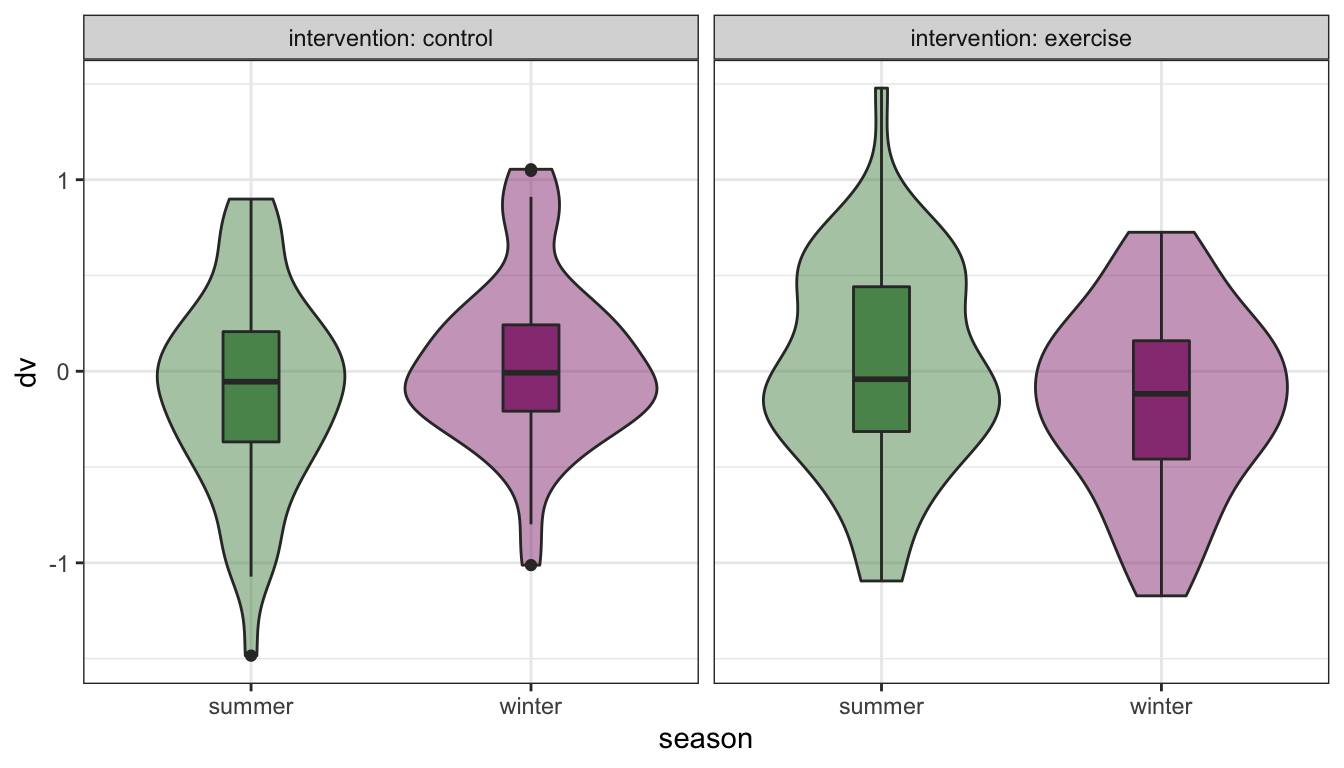 intervention: control
intervention: exercise
dv
1
0
-1
summer
winter
summer
winter
season